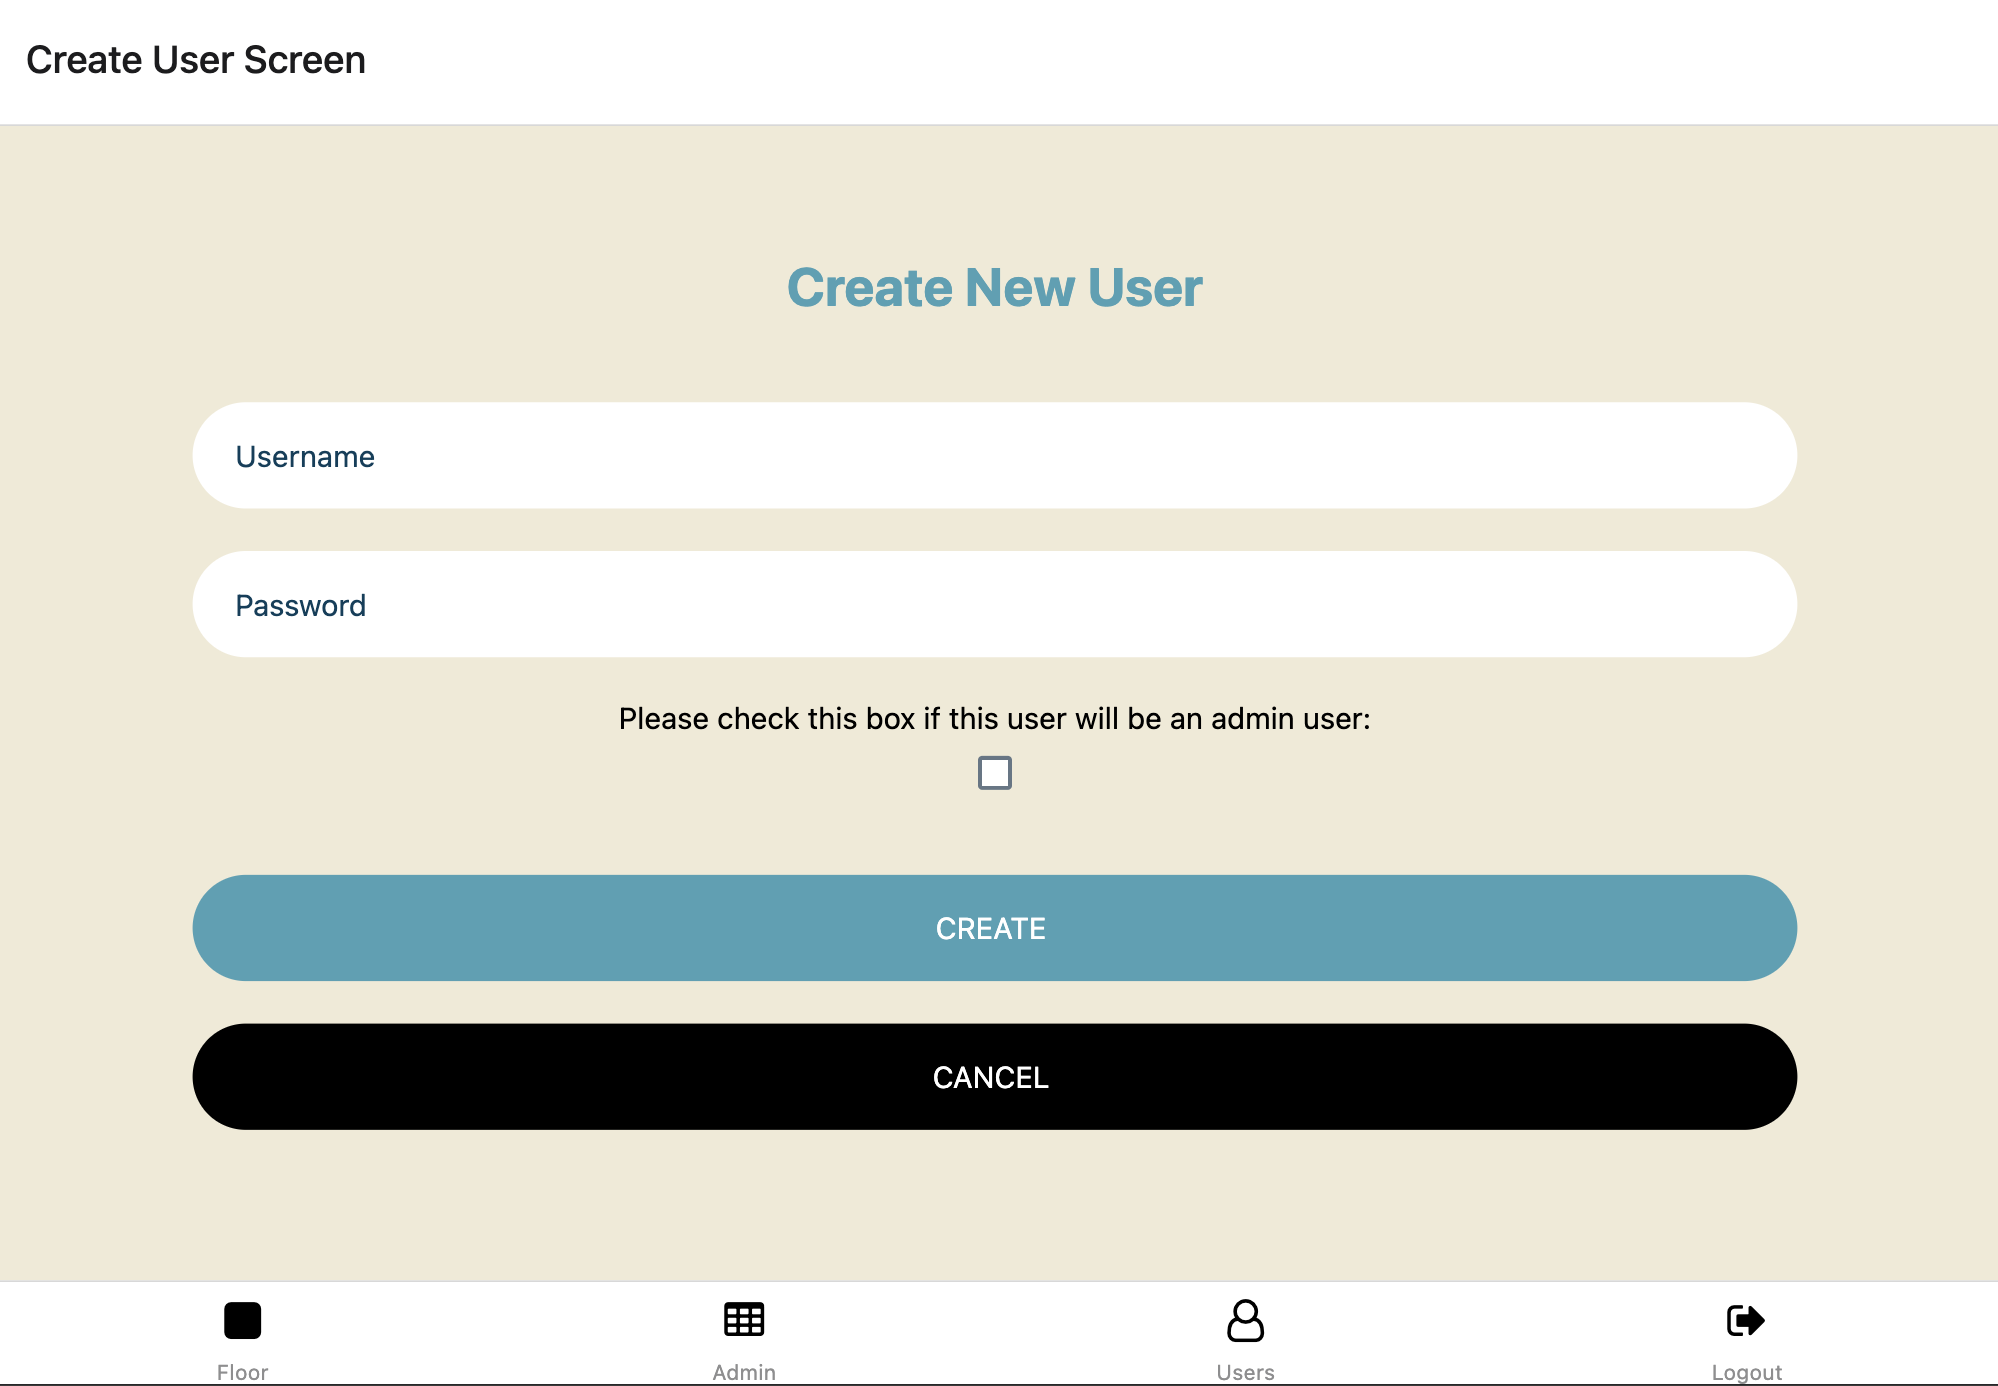 Create User Screen
Create New User
Username
Password
Please check this box if this user will be an admin user:
CREATE
CANCEL
Floor
Admin
Users
Logout